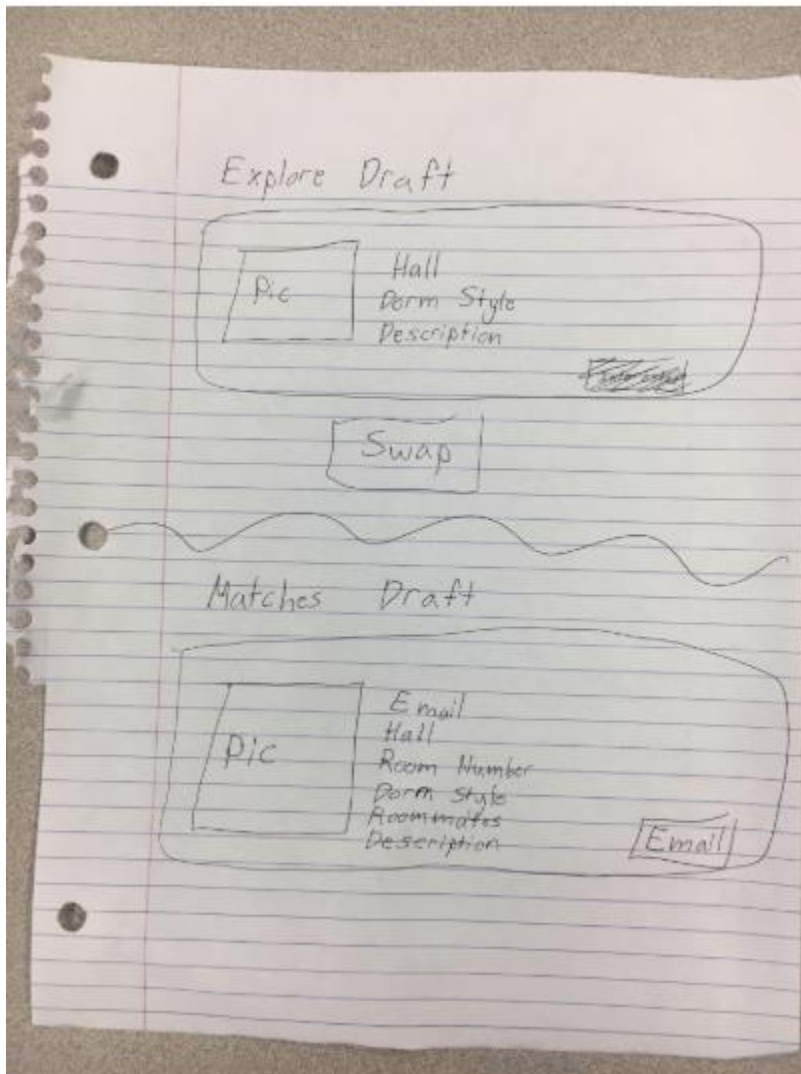 Explore Draft
Pic
Hall
Dorm Style
Description
Swap
Matches Draft
Pic
Email
Hall
Room Number
Dorm Style
Roommates
Description
Email